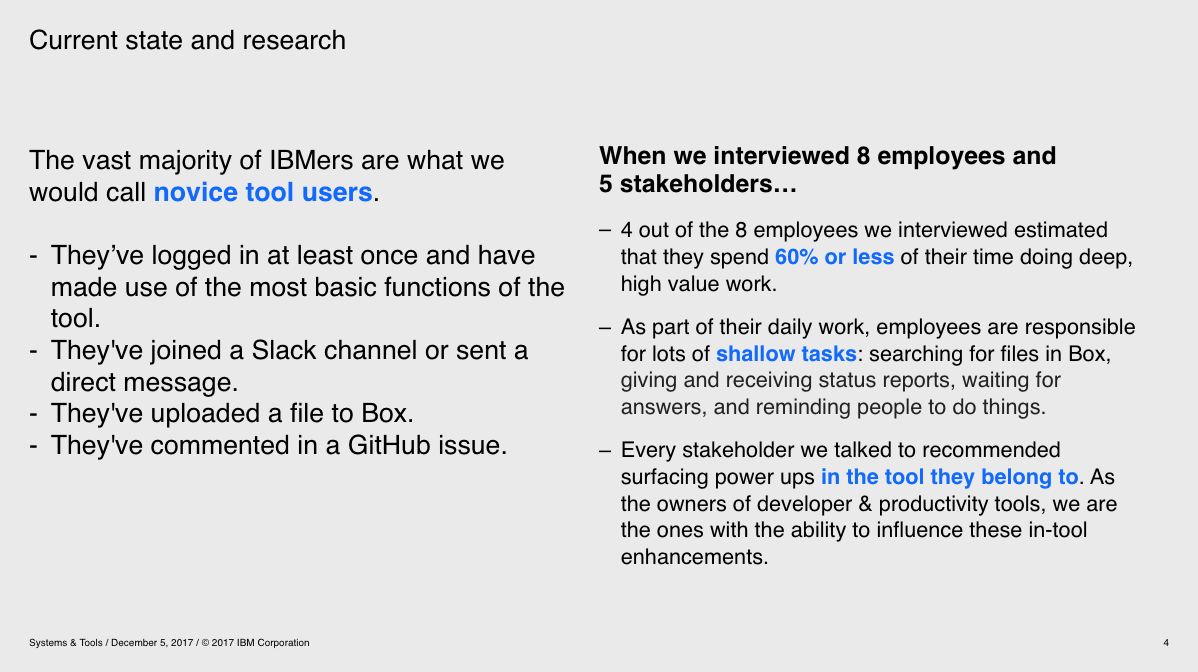 Current state and research
The vast majority of IBMers are what we
would call novice tool users.
- They’ve logged in at least once and have
made use of the most basic functions of the
tool.
- They've joined a Slack channel or sent a
direct message.
- They've uploaded a file to Box.
- They've commented in a GitHub issue.
When we interviewed 8 employees and
5 stakeholders…
– 4 out of the 8 employees we interviewed estimated
that they spend 60% or less of their time doing deep,
high value work.
– As part of their daily work, employees are responsible
for lots of shallow tasks: searching for files in Box,
giving and receiving status reports, waiting for
answers, and reminding people to do things.
– Every stakeholder we talked to recommended
surfacing power ups in the tool they belong to. As
the owners of developer & productivity tools, we are
the ones with the ability to influence these in-tool
enhancements.
Systems & Tools / December 5, 2017 / © 2017 IBM Corporation
4